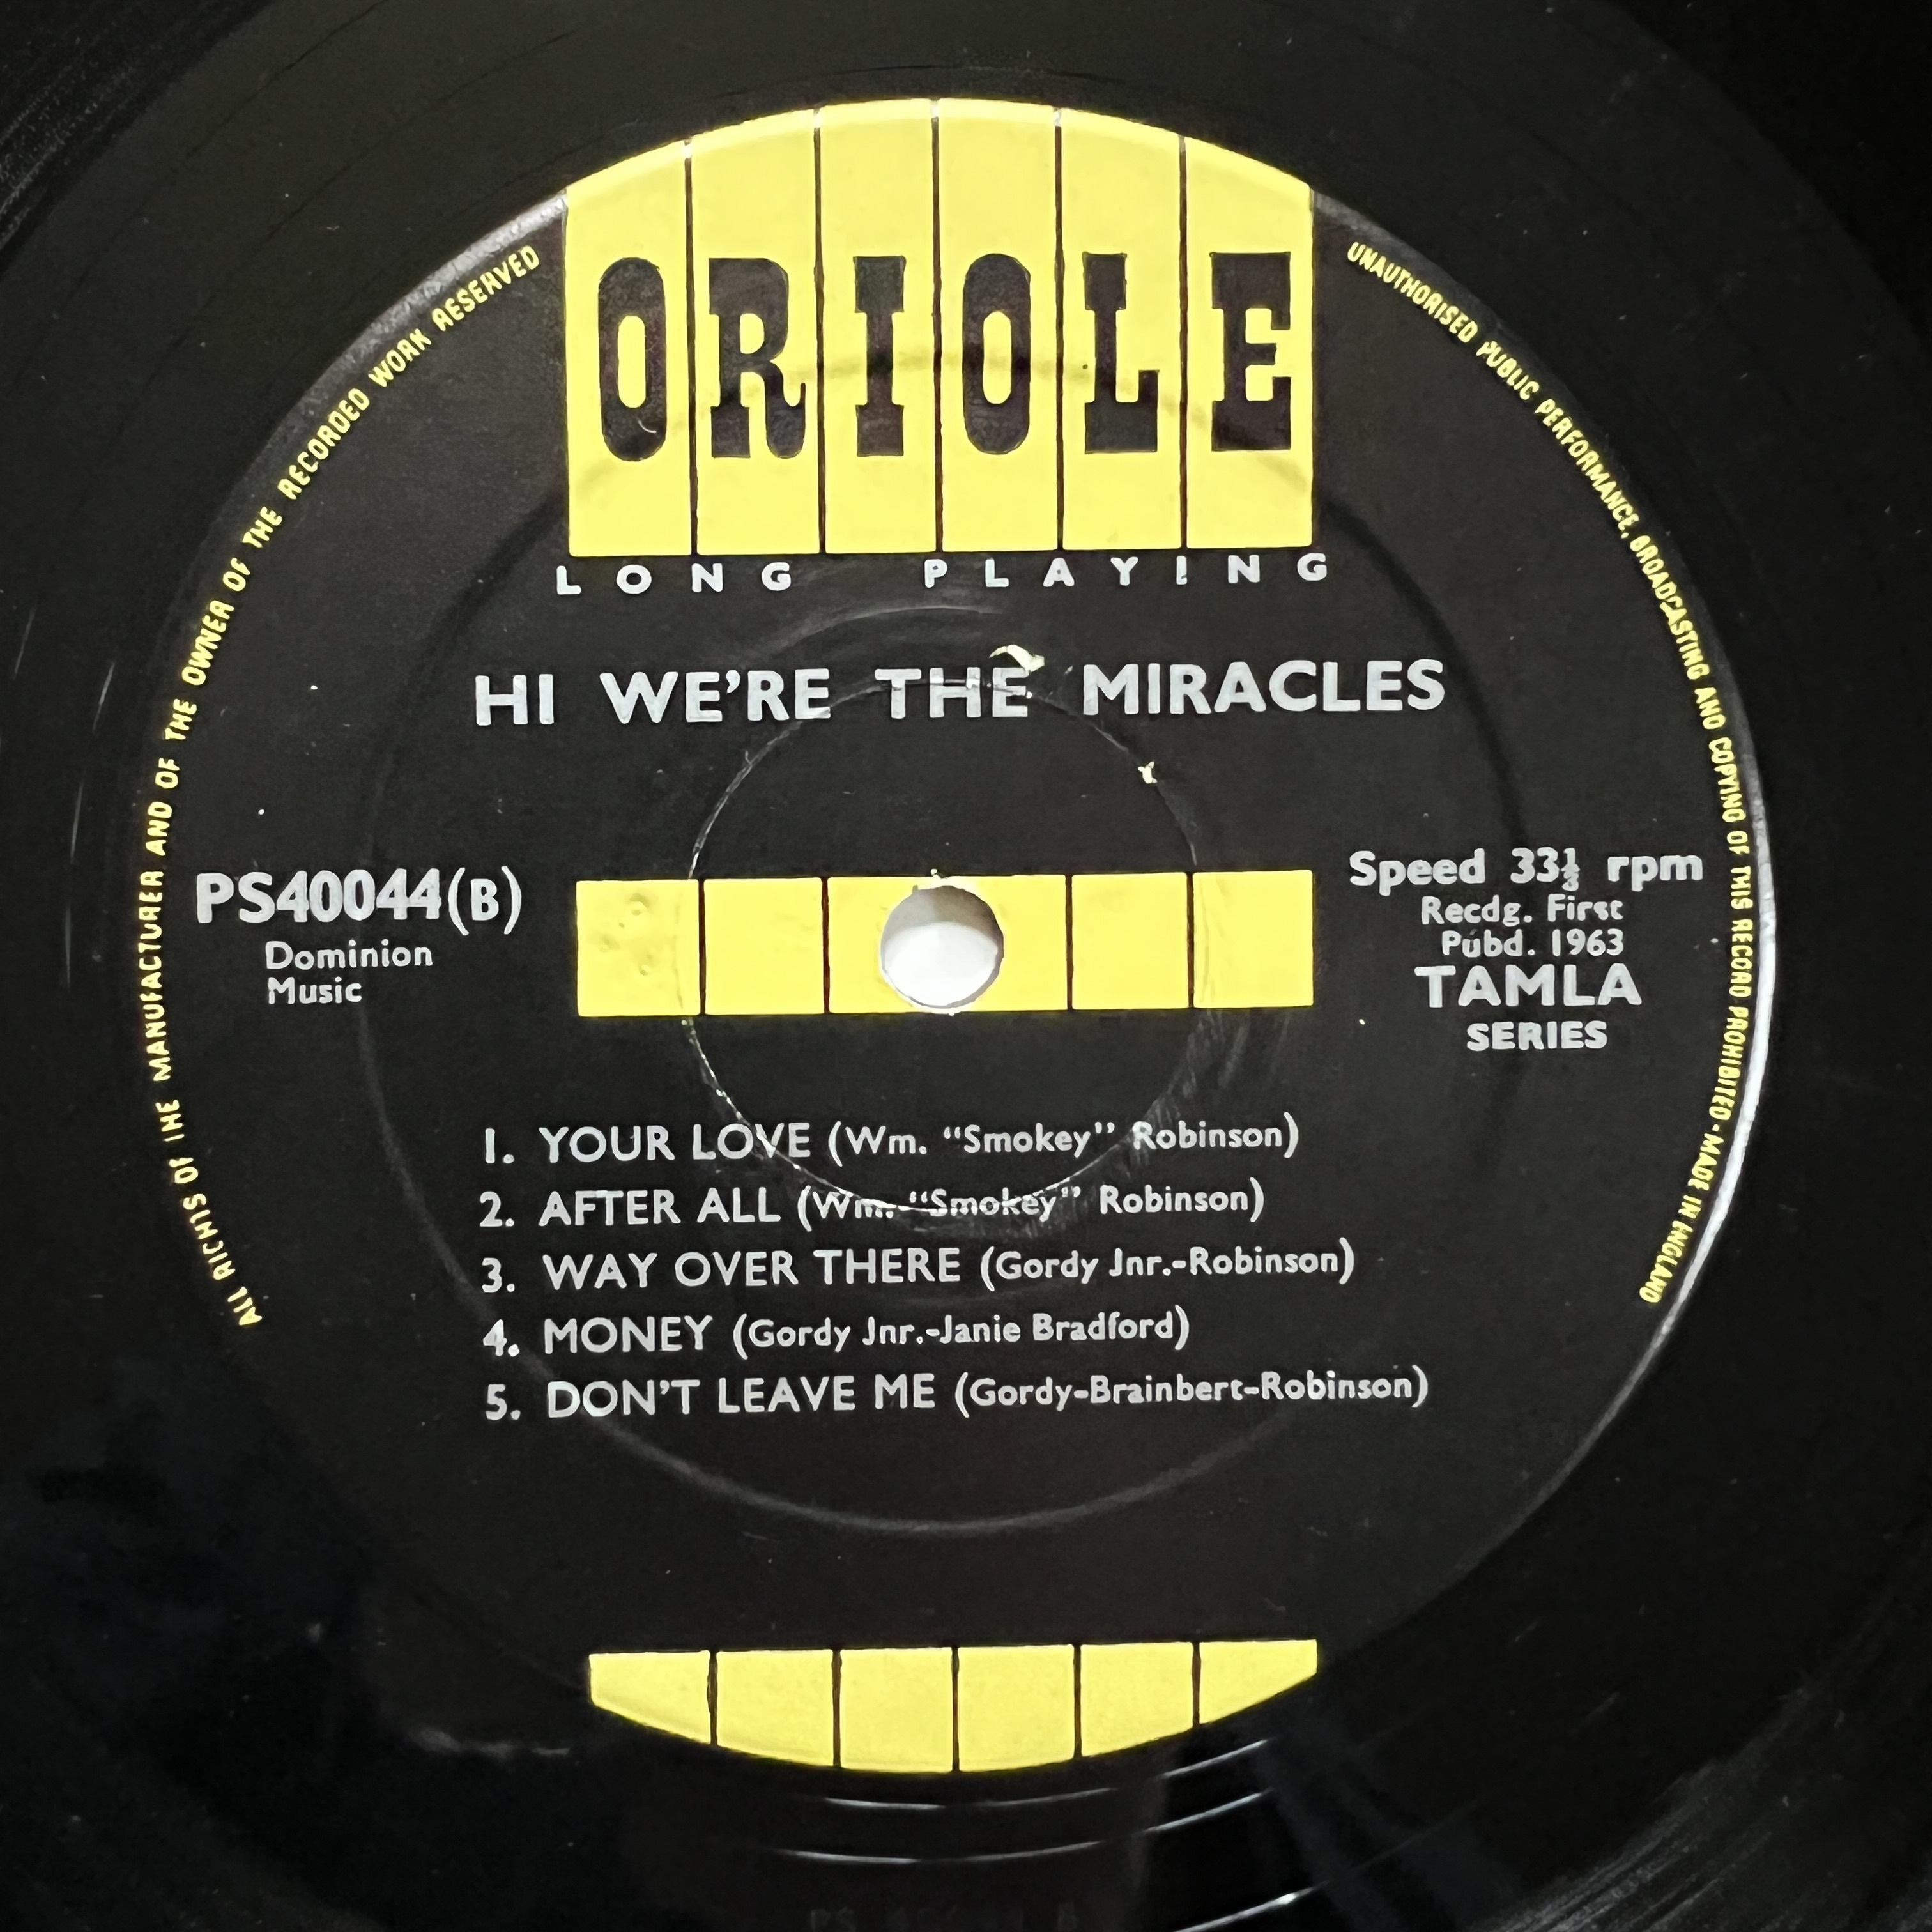 ORIOLE
LONG PLAYING
ALL RIGHTS OF THE MANUFACTURER AND OF THE OWNER OF THE RECORDED WORK RESERVED
UNAUTHORISED PUBLIC PERFORMANCE, BROADCASTING AND COPYING OF THIS RECORD PROHIBITED - MADE IN ENGLAND
HI WE'RE THE MIRACLES
PS40044(B)
Dominion
Music
Speed 33⅓ rpm
Recdg. First
Pubd. 1963
TAMLA
SERIES
1. YOUR LOVE (Wm. "Smokey" Robinson)
2. AFTER ALL (Wm. "Smokey" Robinson)
3. WAY OVER THERE (Gordy Jnr.-Robinson)
4. MONEY (Gordy Jnr.-Janie Bradford)
5. DON'T LEAVE ME (Gordy-Brainbert-Robinson)
PS